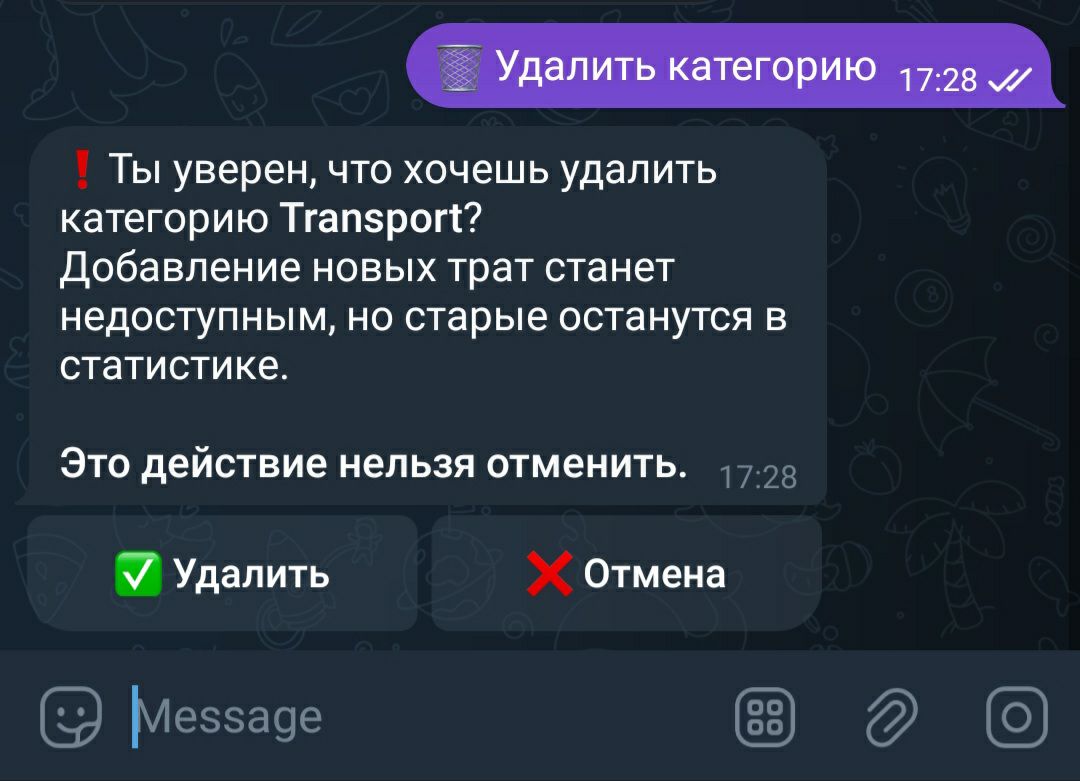 🗑 Удалить категорию 17:28
❗ Ты уверен, что хочешь удалить
категорию Transport?
Добавление новых трат станет
недоступным, но старые останутся в
статистике.
Это действие нельзя отменить. 17:28
✅ Удалить
❌ Отмена
Message